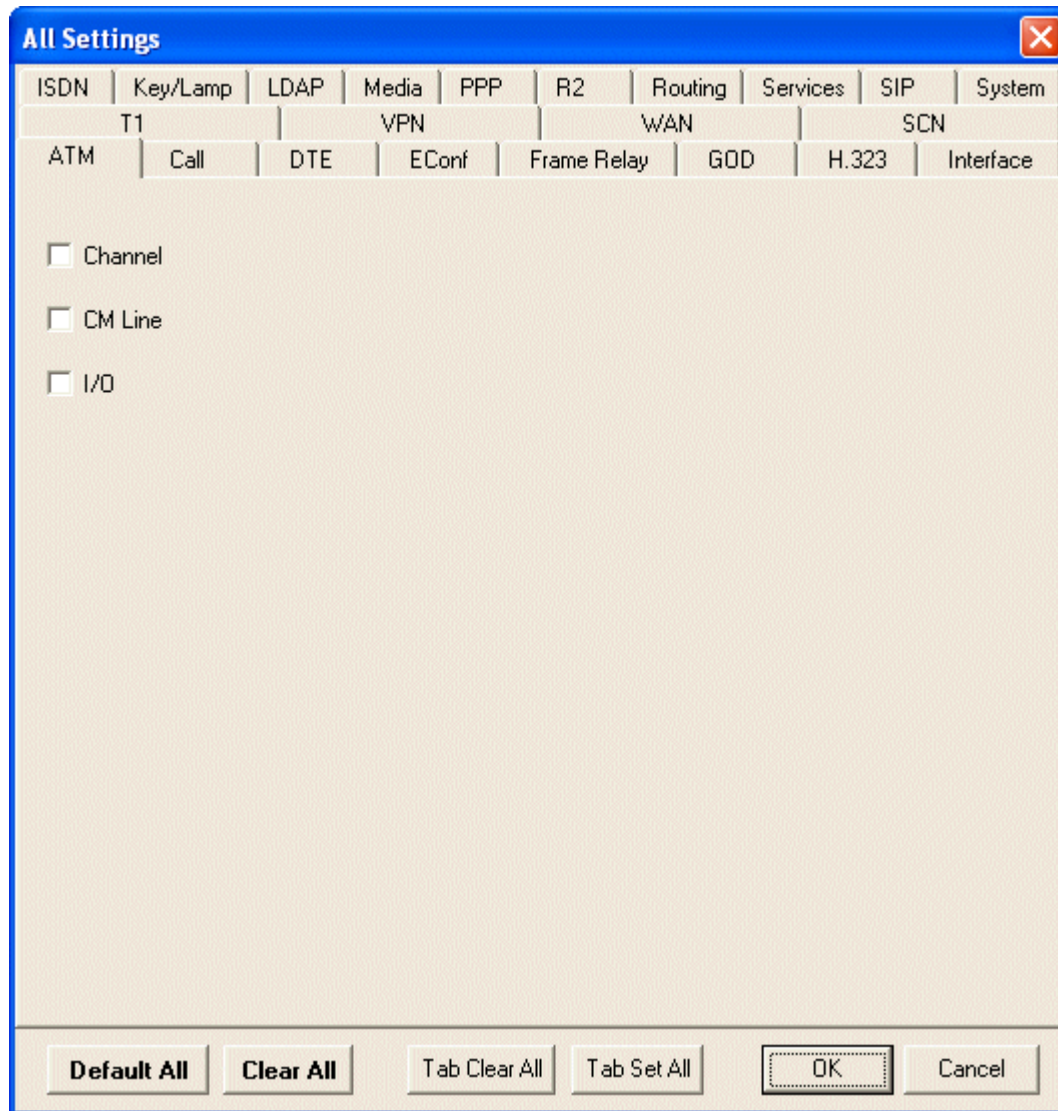 All Settings
ISDN Key/Lamp LDAP Media PPP R2 Routing Services SIP System
T1 VPN WAN SCN
ATM Call DTE EConf Frame Relay GOD H.323 Interface
Channel
CM Line
I/O
Default All Clear All Tab Clear All Tab Set All OK Cancel